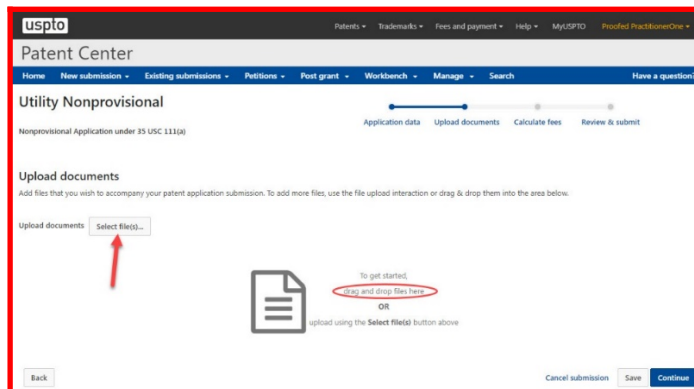 uspto Patents Trademarks Fees and payment Help MyUSPTO Proofed PractitionerOne
Patent Center
Home New submission Existing submissions Petitions Post grant Workbench Manage Search Have a question?
Utility Nonprovisional
Application data Upload documents Calculate fees Review & submit
Nonprovisional Application under 35 USC 111(a)
Upload documents
Add files that you wish to accompany your patent application submission. To add more files, use the file upload interaction or drag & drop them into the area below.
Upload documents Select file(s)...
To get started,
drag and drop files here
OR
upload using the Select file(s) button above
Back Cancel submission Save Continue